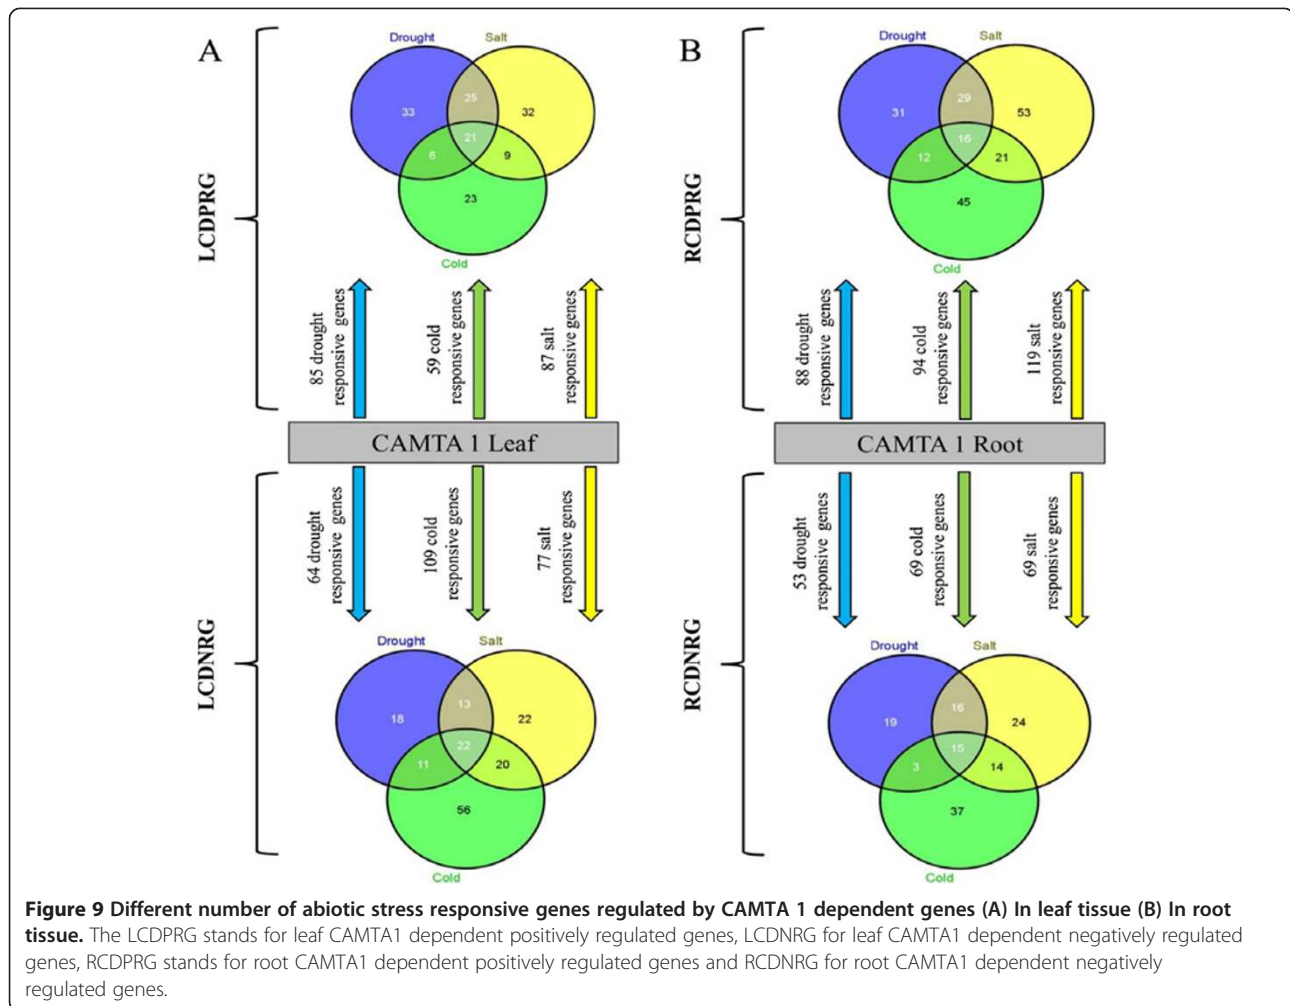 A
Drought
Salt
33
25
32
21
6
9
23
Cold
LCDPRG
85 drought
responsive genes
59 cold
responsive genes
87 salt
responsive genes
CAMTA 1 Leaf
64 drought
responsive genes
109 cold
responsive genes
77 salt
responsive genes
LCDNRG
Drought
Salt
18
13
22
22
11
20
56
Cold
B
Drought
Salt
31
29
53
16
12
21
45
Cold
RCDPRG
88 drought
responsive genes
94 cold
responsive genes
119 salt
responsive genes
CAMTA 1 Root
53 drought
responsive genes
69 cold
responsive genes
69 salt
responsive genes
RCDNRG
Drought
Salt
19
16
24
15
3
14
37
Cold
Figure 9 Different number of abiotic stress responsive genes regulated by CAMTA 1 dependent genes (A) In leaf tissue (B) In root
tissue. The LCDPRG stands for leaf CAMTA1 dependent positively regulated genes, LCDNRG for leaf CAMTA1 dependent negatively regulated
genes, RCDPRG stands for root CAMTA1 dependent positively regulated genes and RCDNRG for root CAMTA1 dependent negatively
regulated genes.